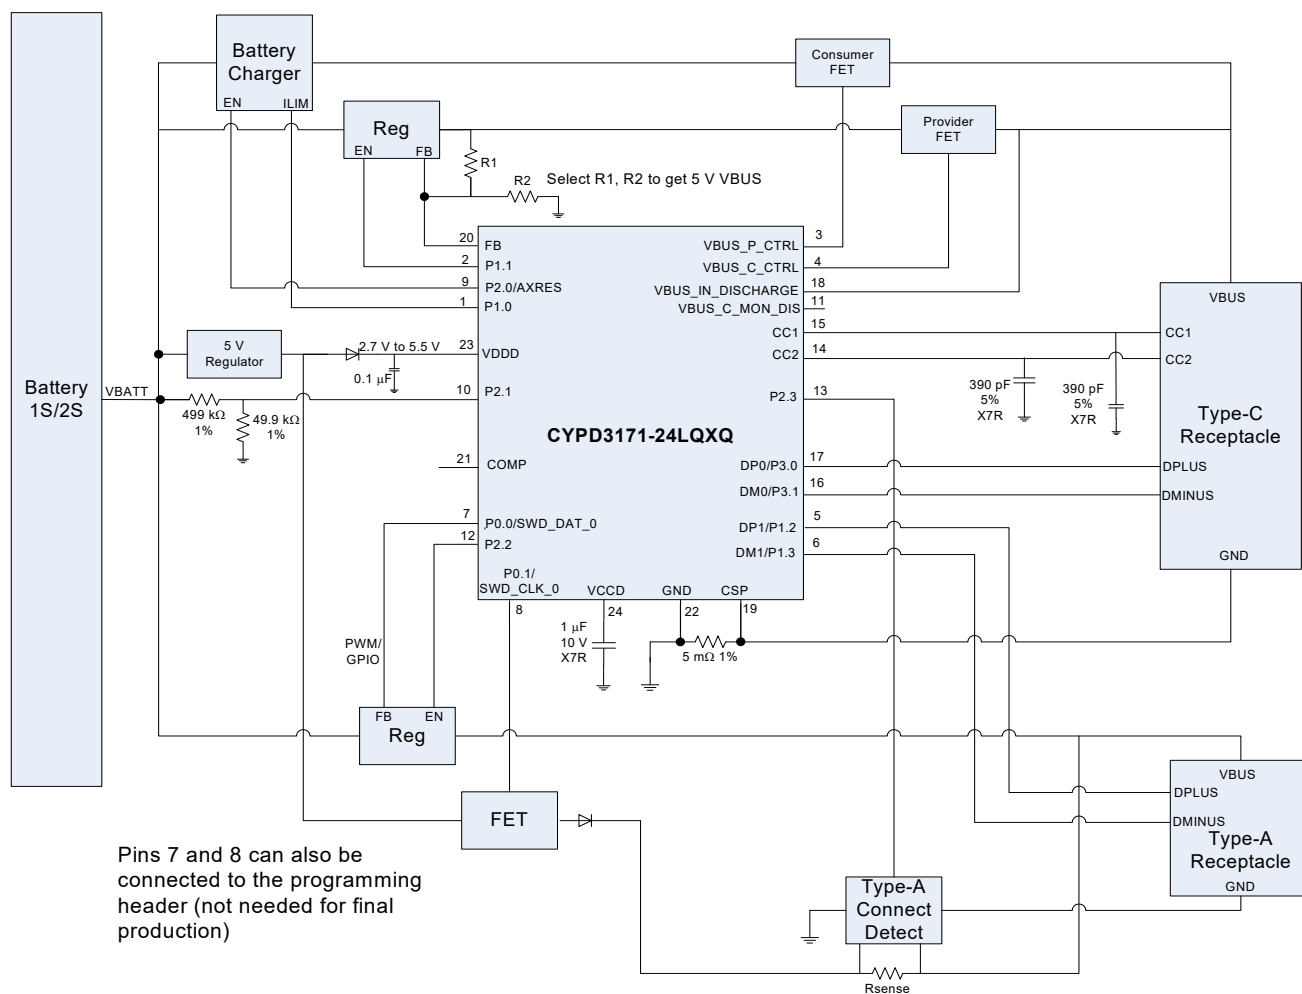 Battery
Charger
EN
ILIM
Consumer
FET
Reg
EN
FB
R1
R2
Select R1, R2 to get 5 V VBUS
Provider
FET
Battery
1S/2S
VBATT
5 V
Regulator
2.7 V to 5.5 V
0.1 μF
499 kΩ
1%
49.9 kΩ
1%
20
FB
2
P1.1
9
P2.0/AXRES
1
P1.0
23
VDDD
10
P2.1
21
COMP
7
P0.0/SWD_DAT_0
12
P2.2
P0.1/
SWD_CLK_0
8
VCCD
24
GND
22
CSP
19
CYPD3171-24LQXQ
VBUS_P_CTRL
3
VBUS_C_CTRL
4
VBUS_IN_DISCHARGE
18
VBUS_C_MON_DIS
11
CC1
15
CC2
14
P2.3
13
DP0/P3.0
17
DM0/P3.1
16
DP1/P1.2
5
DM1/P1.3
6
390 pF
5%
X7R
390 pF
5%
X7R
VBUS
CC1
CC2
Type-C
Receptacle
DPLUS
DMINUS
GND
1 μF
10 V
X7R
5 mΩ 1%
PWM/
GPIO
FB
EN
Reg
FET
VBUS
DPLUS
DMINUS
Type-A
Receptacle
GND
Type-A
Connect
Detect
Rsense
Pins 7 and 8 can also be
connected to the programming
header (not needed for final
production)